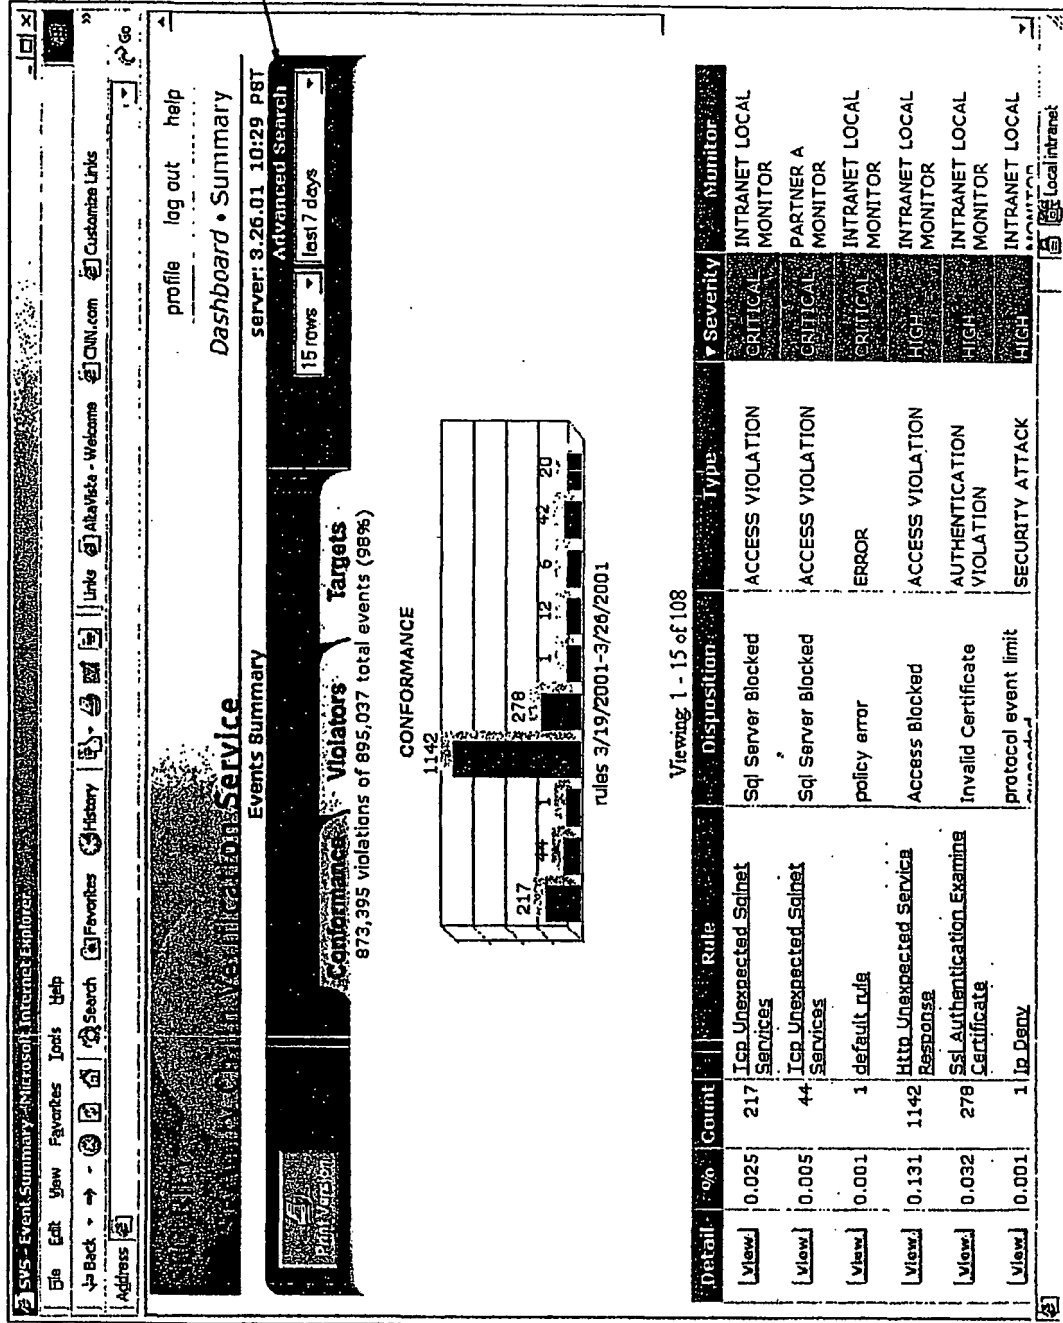 SVS - Event Summary - Microsoft Internet Explorer
File Edit View Favorites Tools Help
Back Search Favorites History Links AltaVista - Welcome CNN.com Customize Links
Address Go
profile log out help
Security Chain Verification Service
Dashboard • Summary
Events Summary
server: 3.26.01 10:29 PST
Print Version
Advanced Search
Conformance Violators Targets
15 rows last 7 days
873,395 violations of 895,037 total events (98%)
CONFORMANCE
217 44 1 1142 278 1 12 6 42 20
rules 3/19/2001-3/26/2001
Viewing: 1 - 15 of 108
Detail % Count Rule Disposition Type Severity Monitor
View 0.025 217 Tcp Unexpected Sqlnet Services Sql Server Blocked ACCESS VIOLATION CRITICAL INTRANET LOCAL MONITOR
View 0.005 44 Tcp Unexpected Sqlnet Services Sql Server Blocked ACCESS VIOLATION CRITICAL PARTNER A MONITOR
View 0.001 1 default rule policy error ERROR CRITICAL INTRANET LOCAL MONITOR
View 0.131 1142 Http Unexpected Service Response Access Blocked ACCESS VIOLATION HIGH INTRANET LOCAL MONITOR
View 0.032 278 Ssl Authentication Examine Certificate Invalid Certificate AUTHENTICATION VIOLATION HIGH INTRANET LOCAL MONITOR
View 0.001 1 Ip Deny protocol event limit exceeded SECURITY ATTACK HIGH INTRANET LOCAL MONITOR
Local intranet